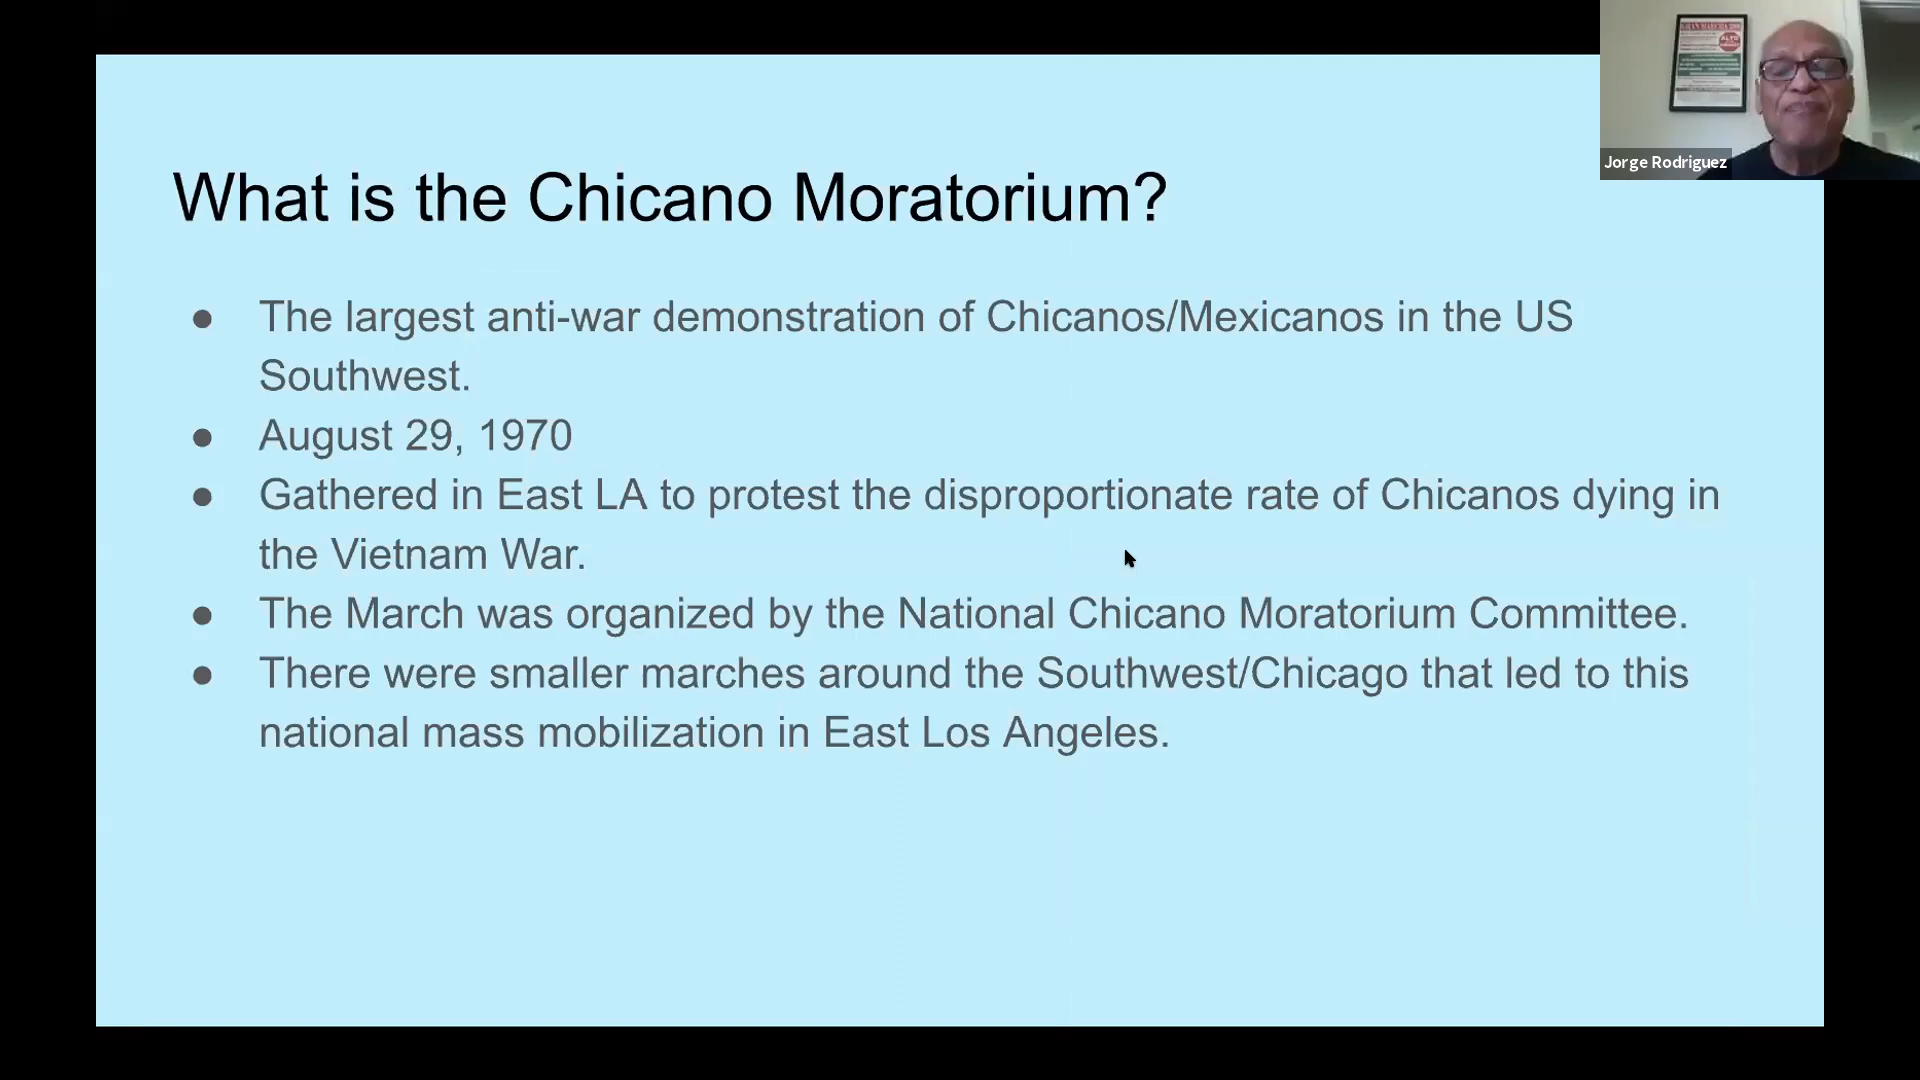 What is the Chicano Moratorium?
● The largest anti-war demonstration of Chicanos/Mexicanos in the US
Southwest.
● August 29, 1970
● Gathered in East LA to protest the disproportionate rate of Chicanos dying in
the Vietnam War.
● The March was organized by the National Chicano Moratorium Committee.
● There were smaller marches around the Southwest/Chicago that led to this
national mass mobilization in East Los Angeles.
ALTO
Jorge Rodriguez